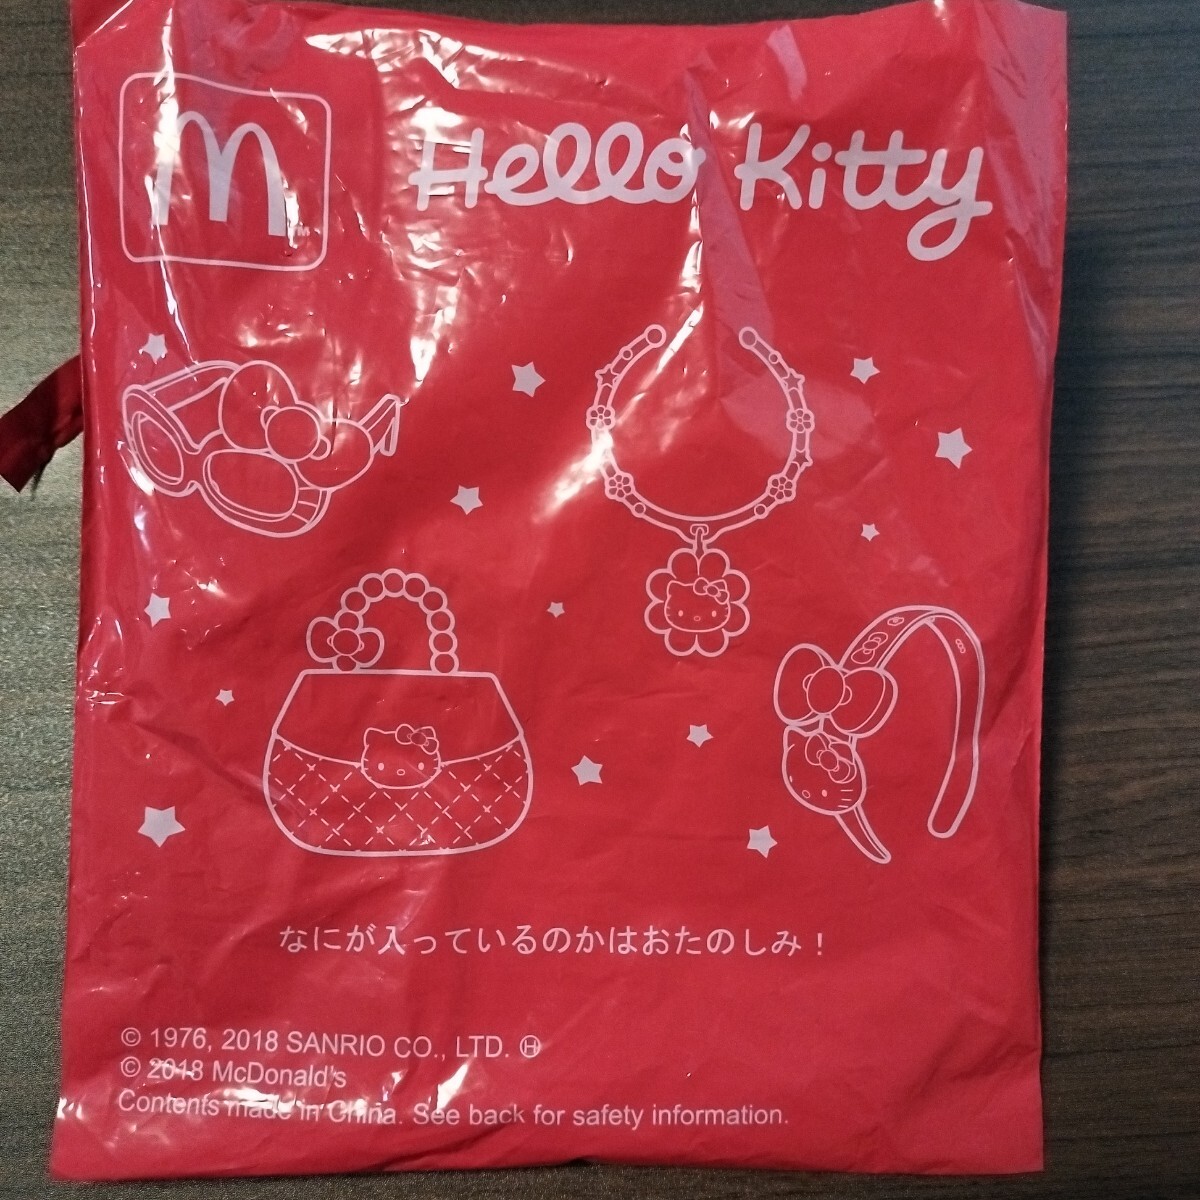 M TM
Hello Kitty
なにが入っているのかはおたのしみ！
© 1976, 2018 SANRIO CO., LTD. Ⓗ
© 2018 McDonald's
Contents made in China. See back for safety information.